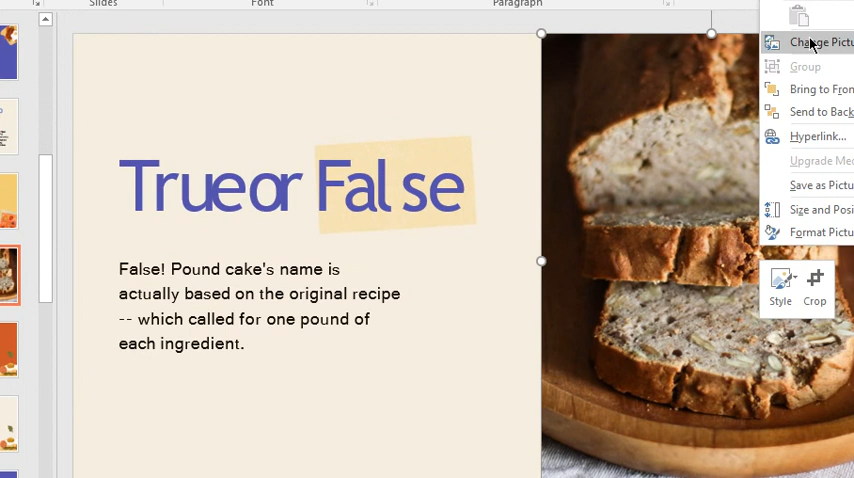 Slides
Font
Paragraph
True or False
False! Pound cake's name is
actually based on the original recipe
-- which called for one pound of
each ingredient.
Change Pictu
Group
Bring to Fron
Send to Back
Hyperlink...
Upgrade Med
Save as Pictu
Size and Posi
Format Pictu
Style
Crop